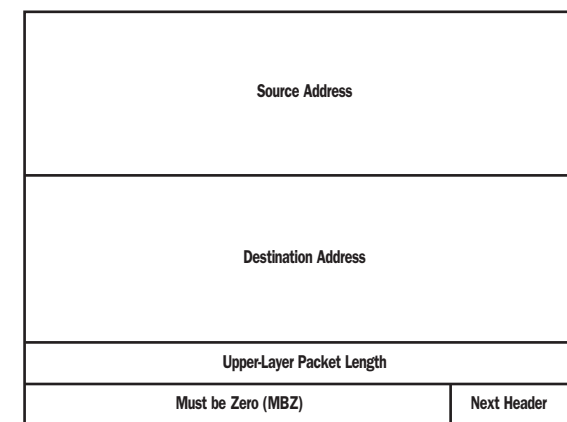 Source Address
Destination Address
Upper-Layer Packet Length
Must be Zero (MBZ) Next Header